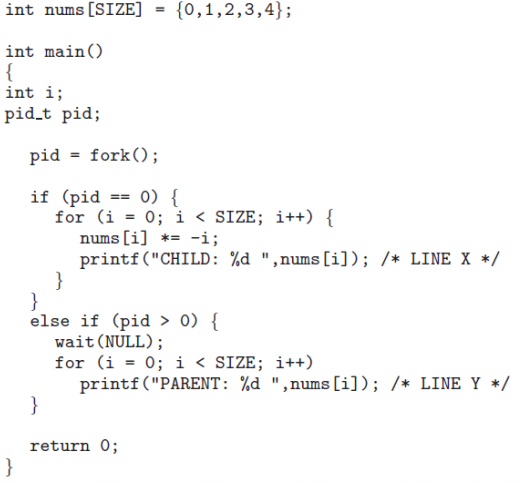 int nums[SIZE] = {0,1,2,3,4};
int main()
{
int i;
pid_t pid;
pid = fork();
if (pid == 0) {
for (i = 0; i < SIZE; i++) {
nums[i] *= -i;
printf("CHILD: %d ",nums[i]); /* LINE X */
}
}
else if (pid > 0) {
wait(NULL);
for (i = 0; i < SIZE; i++)
printf("PARENT: %d ",nums[i]); /* LINE Y */
}
return 0;
}